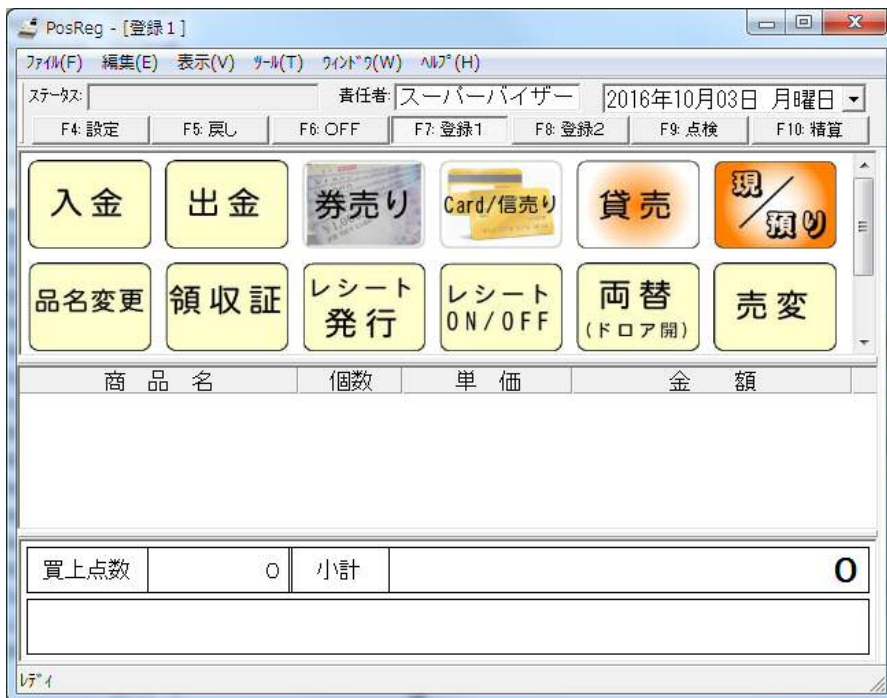 PosReg - [登録1]
ﾌｧｲﾙ(F) 編集(E) 表示(V) ﾂｰﾙ(T) ｳｨﾝﾄﾞｳ(W) ﾍﾙﾌﾟ(H)
ｽﾃｰﾀｽ: 責任者: スーパーバイザー 2016年10月03日 月曜日
F4: 設定 F5: 戻し F6: OFF F7: 登録1 F8: 登録2 F9: 点検 F10: 精算
入金 出金 券売り Card/信売り 貸売 現/預り
品名変更 領収証 レシート発行 レシートON/OFF 両替(ドロア開) 売変
商品名 個数 単価 金額
買上点数 0 小計 0
ﾚﾃﾞｨ